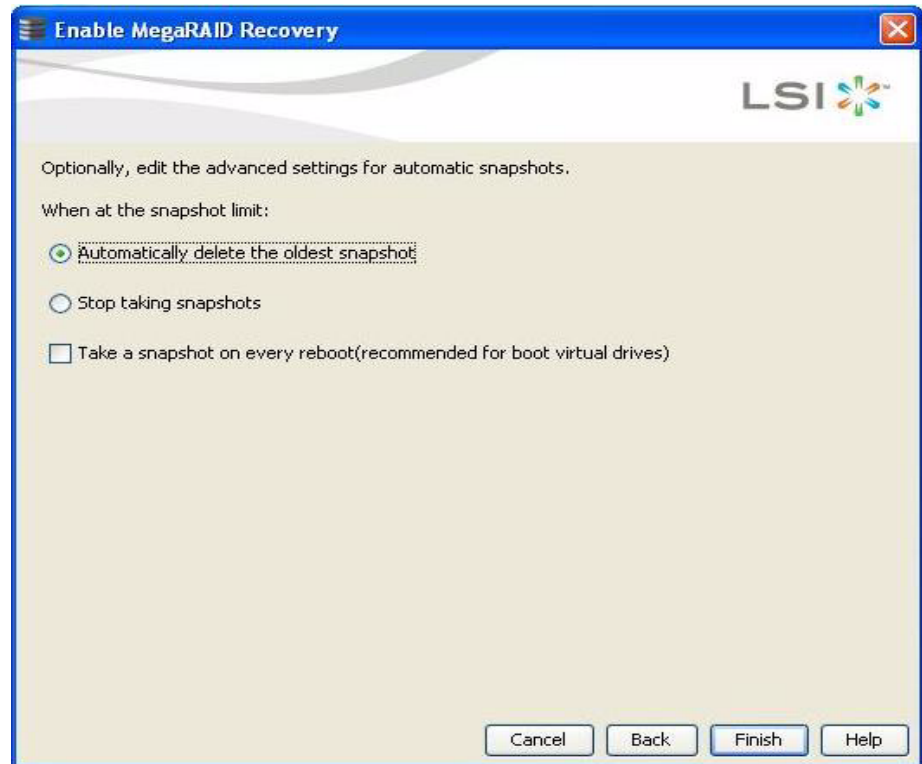 Enable MegaRAID Recovery
LSI
Optionally, edit the advanced settings for automatic snapshots.
When at the snapshot limit:
Automatically delete the oldest snapshot
Stop taking snapshots
Take a snapshot on every reboot(recommended for boot virtual drives)
Cancel Back Finish Help